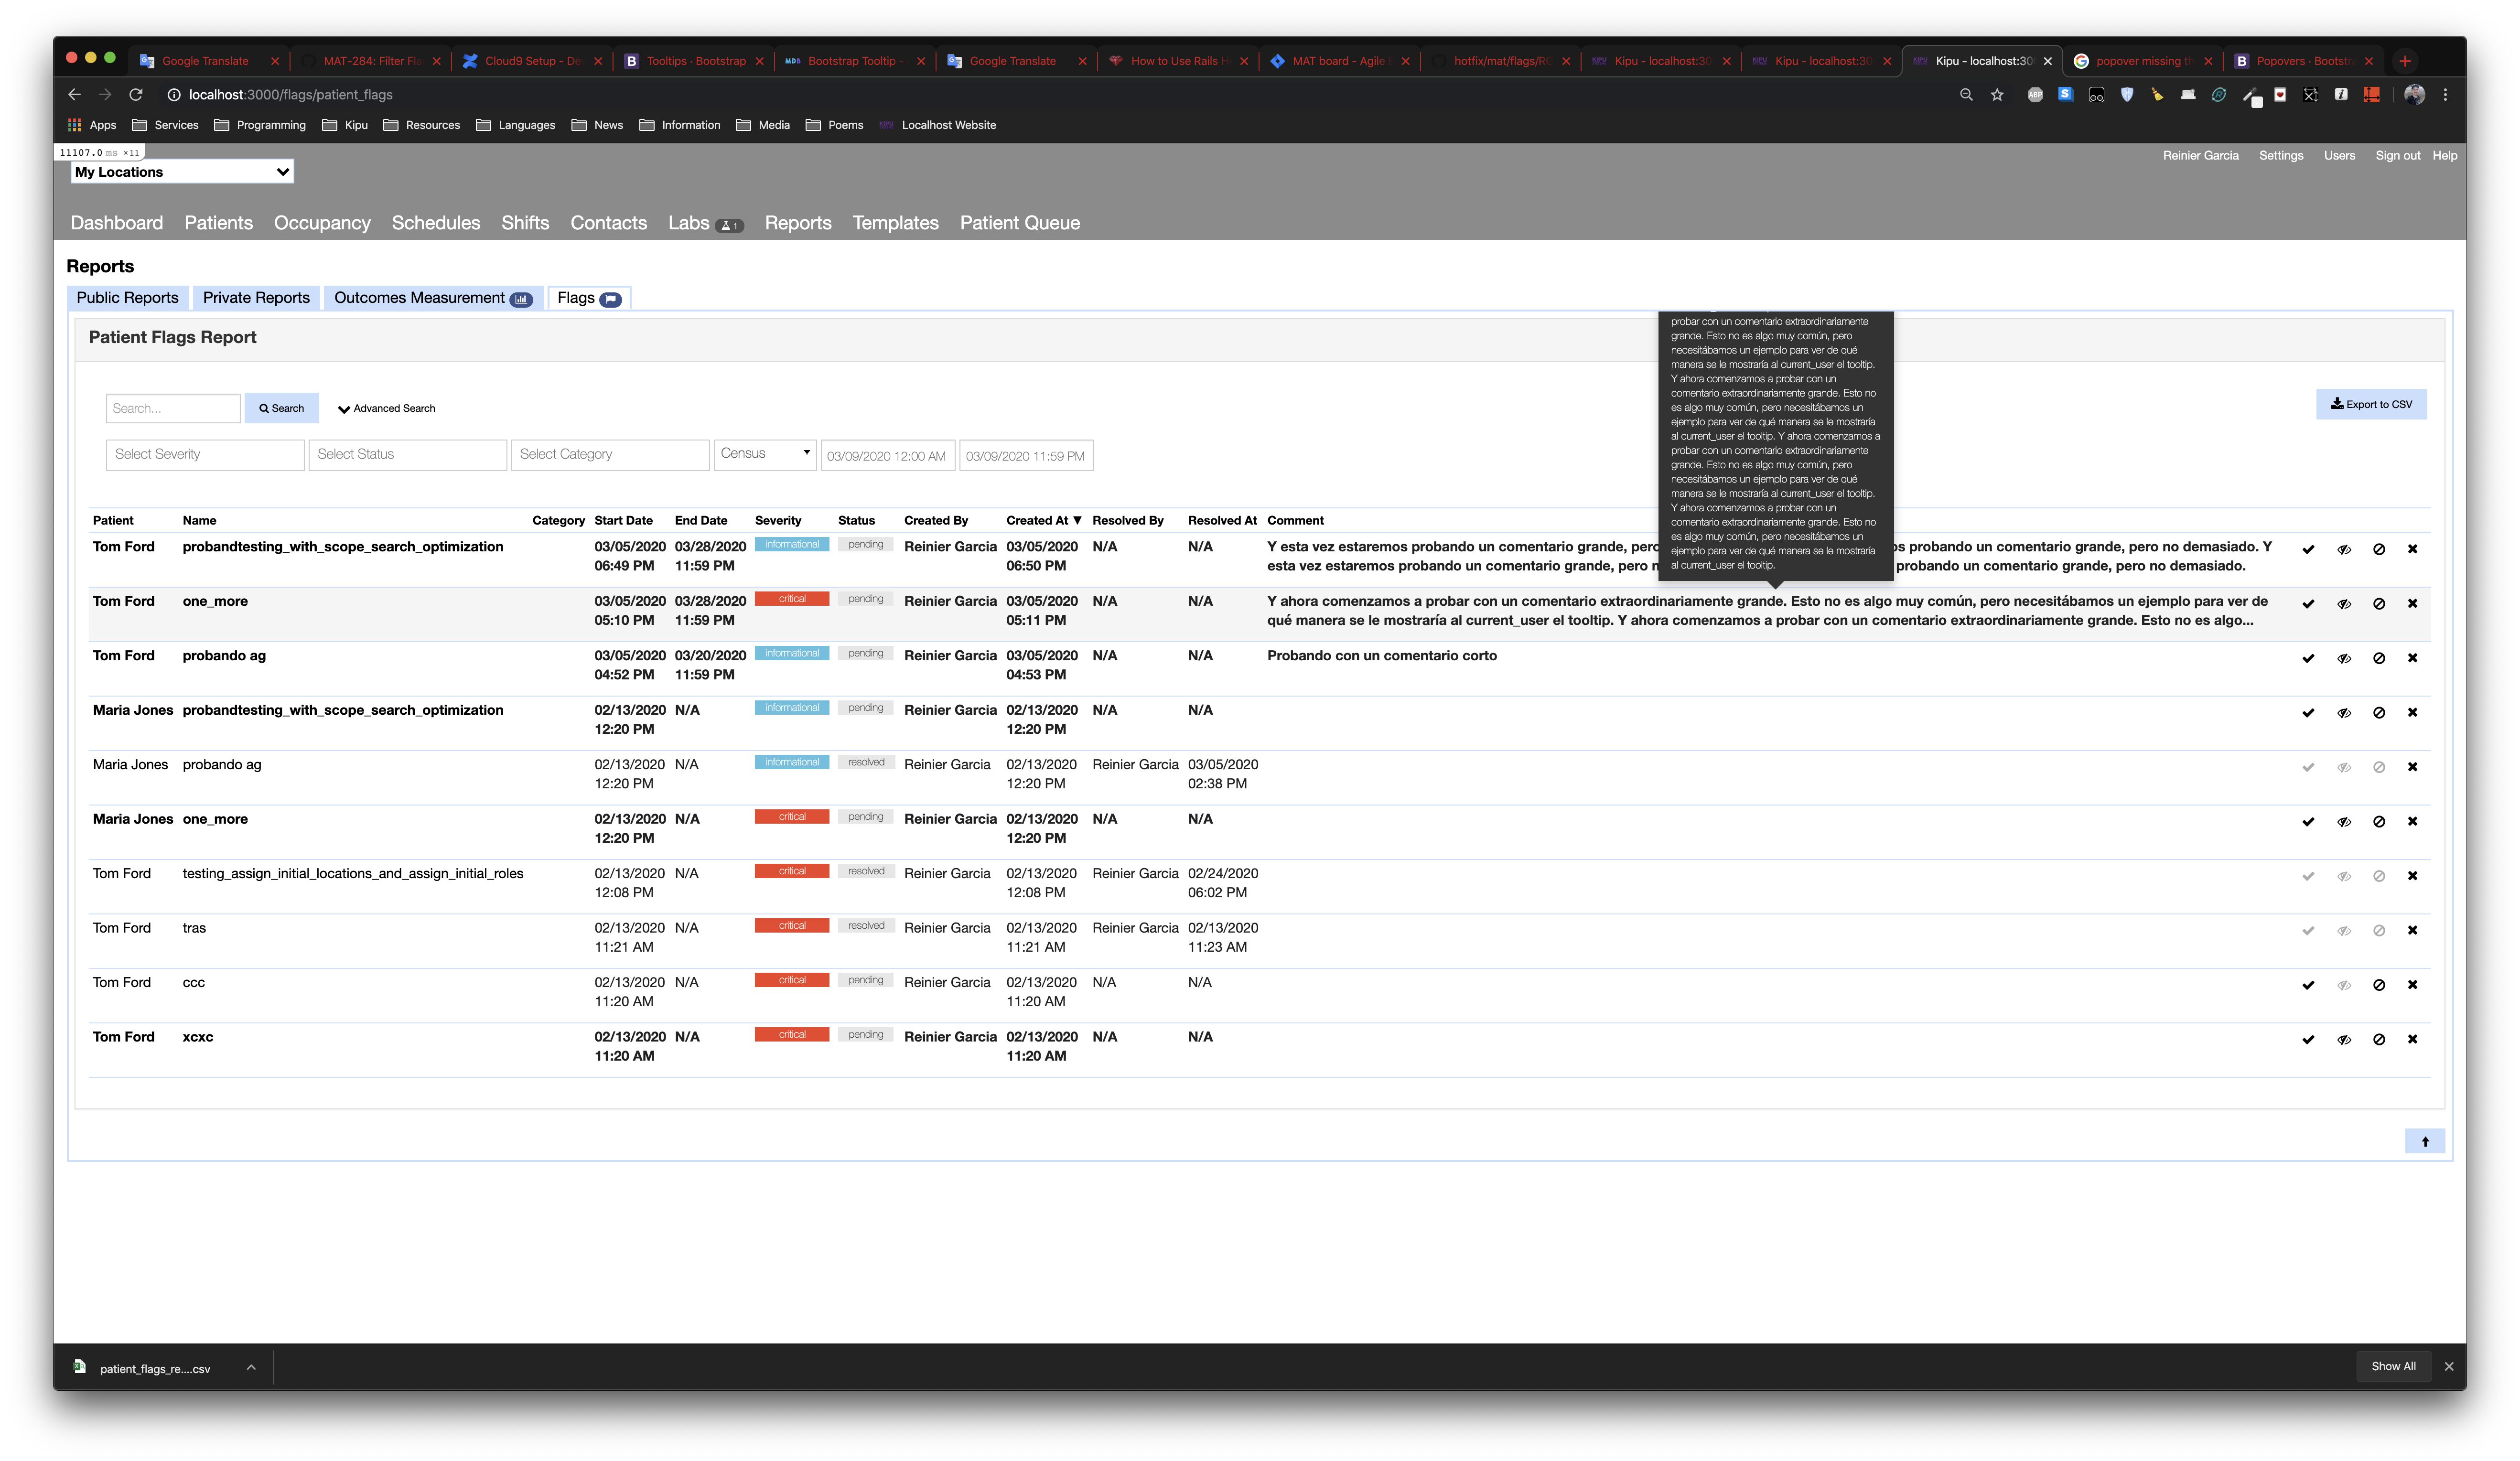 Google Translate
MAT-284: Filter Fla
Cloud9 Setup - De
Tooltips · Bootstrap
Bootstrap Tooltip -
Google Translate
How to Use Rails H
MAT board - Agile
hotfix/mat/flags/RC
Kipu - localhost:30
Kipu - localhost:30
Kipu - localhost:30
popover missing th
Popovers · Bootstr
localhost:3000/flags/patient_flags
Apps Services Programming Kipu Resources Languages News Information Media Poems Localhost Website
11107.0 ms ×11
My Locations
Reinier Garcia Settings Users Sign out Help
Dashboard Patients Occupancy Schedules Shifts Contacts Labs 1 Reports Templates Patient Queue
Reports
Public Reports Private Reports Outcomes Measurement Flags
Patient Flags Report
probar con un comentario extraordinariamente
grande. Esto no es algo muy común, pero
necesitábamos un ejemplo para ver de qué
manera se le mostraría al current_user el tooltip.
Y ahora comenzamos a probar con un
comentario extraordinariamente grande. Esto no
es algo muy común, pero necesitábamos un
ejemplo para ver de qué manera se le mostraría
al current_user el tooltip. Y ahora comenzamos a
probar con un comentario extraordinariamente
grande. Esto no es algo muy común, pero
necesitábamos un ejemplo para ver de qué
manera se le mostraría al current_user el tooltip.
Y ahora comenzamos a probar con un
comentario extraordinariamente grande. Esto no
es algo muy común, pero necesitábamos un
ejemplo para ver de qué manera se le mostraría
al current_user el tooltip.
Search... Search Advanced Search Export to CSV
Select Severity Select Status Select Category Census 03/09/2020 12:00 AM 03/09/2020 11:59 PM
Patient Name Category Start Date End Date Severity Status Created By Created At ▼ Resolved By Resolved At Comment
Tom Ford probandtesting_with_scope_search_optimization 03/05/2020 03/28/2020 informational pending Reinier Garcia 03/05/2020 N/A N/A Y esta vez estaremos probando un comentario grande, perc s probando un comentario grande, pero no demasiado. Y
06:49 PM 11:59 PM 06:50 PM esta vez estaremos probando un comentario grande, pero n probando un comentario grande, pero no demasiado.
Tom Ford one_more 03/05/2020 03/28/2020 critical pending Reinier Garcia 03/05/2020 N/A N/A Y ahora comenzamos a probar con un comentario extraordinariamente grande. Esto no es algo muy común, pero necesitábamos un ejemplo para ver de
05:10 PM 11:59 PM 05:11 PM qué manera se le mostraría al current_user el tooltip. Y ahora comenzamos a probar con un comentario extraordinariamente grande. Esto no es algo...
Tom Ford probando ag 03/05/2020 03/20/2020 informational pending Reinier Garcia 03/05/2020 N/A N/A Probando con un comentario corto
04:52 PM 11:59 PM 04:53 PM
Maria Jones probandtesting_with_scope_search_optimization 02/13/2020 N/A informational pending Reinier Garcia 02/13/2020 N/A N/A
12:20 PM 12:20 PM
Maria Jones probando ag 02/13/2020 N/A informational resolved Reinier Garcia 02/13/2020 Reinier Garcia 03/05/2020
12:20 PM 12:20 PM 02:38 PM
Maria Jones one_more 02/13/2020 N/A critical pending Reinier Garcia 02/13/2020 N/A N/A
12:20 PM 12:20 PM
Tom Ford testing_assign_initial_locations_and_assign_initial_roles 02/13/2020 N/A critical resolved Reinier Garcia 02/13/2020 Reinier Garcia 02/24/2020
12:08 PM 12:08 PM 06:02 PM
Tom Ford tras 02/13/2020 N/A critical resolved Reinier Garcia 02/13/2020 Reinier Garcia 02/13/2020
11:21 AM 11:21 AM 11:23 AM
Tom Ford ccc 02/13/2020 N/A critical pending Reinier Garcia 02/13/2020 N/A N/A
11:20 AM 11:20 AM
Tom Ford xcxc 02/13/2020 N/A critical pending Reinier Garcia 02/13/2020 N/A N/A
11:20 AM 11:20 AM
patient_flags_re....csv Show All